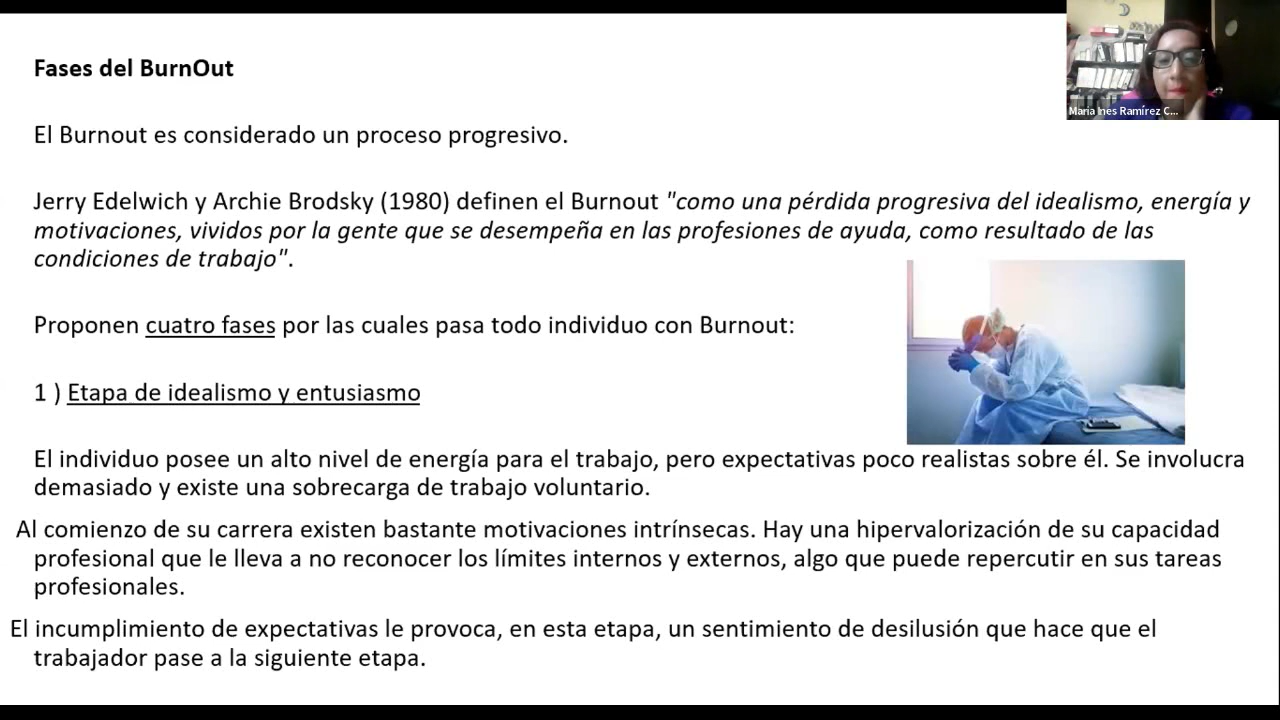 Fases del BurnOut
Maria Ines Ramírez C...
El Burnout es considerado un proceso progresivo.
Jerry Edelwich y Archie Brodsky (1980) definen el Burnout "como una pérdida progresiva del idealismo, energía y
motivaciones, vividos por la gente que se desempeña en las profesiones de ayuda, como resultado de las
condiciones de trabajo".
Proponen cuatro fases por las cuales pasa todo individuo con Burnout:
1 ) Etapa de idealismo y entusiasmo
El individuo posee un alto nivel de energía para el trabajo, pero expectativas poco realistas sobre él. Se involucra
demasiado y existe una sobrecarga de trabajo voluntario.
Al comienzo de su carrera existen bastante motivaciones intrínsecas. Hay una hipervalorización de su capacidad
profesional que le lleva a no reconocer los límites internos y externos, algo que puede repercutir en sus tareas
profesionales.
El incumplimiento de expectativas le provoca, en esta etapa, un sentimiento de desilusión que hace que el
trabajador pase a la siguiente etapa.